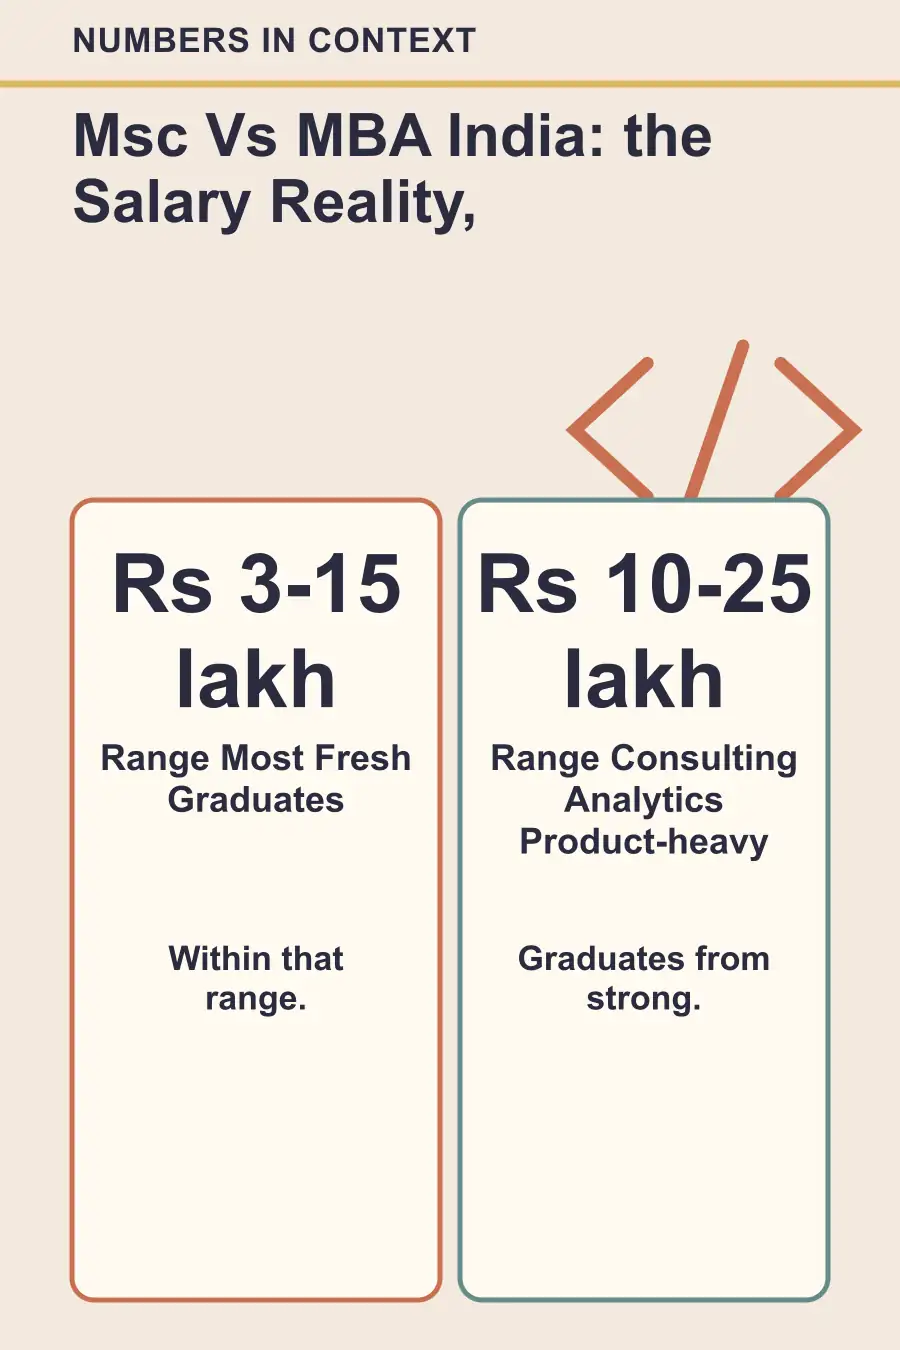 NUMBERS IN CONTEXT
Msc Vs MBA India: the
Salary Reality,
Rs 3-15
lakh
Range Most Fresh
Graduates
Within that
range.
Rs 10-25
lakh
Range Consulting
Analytics
Product-heavy
Graduates from
strong.